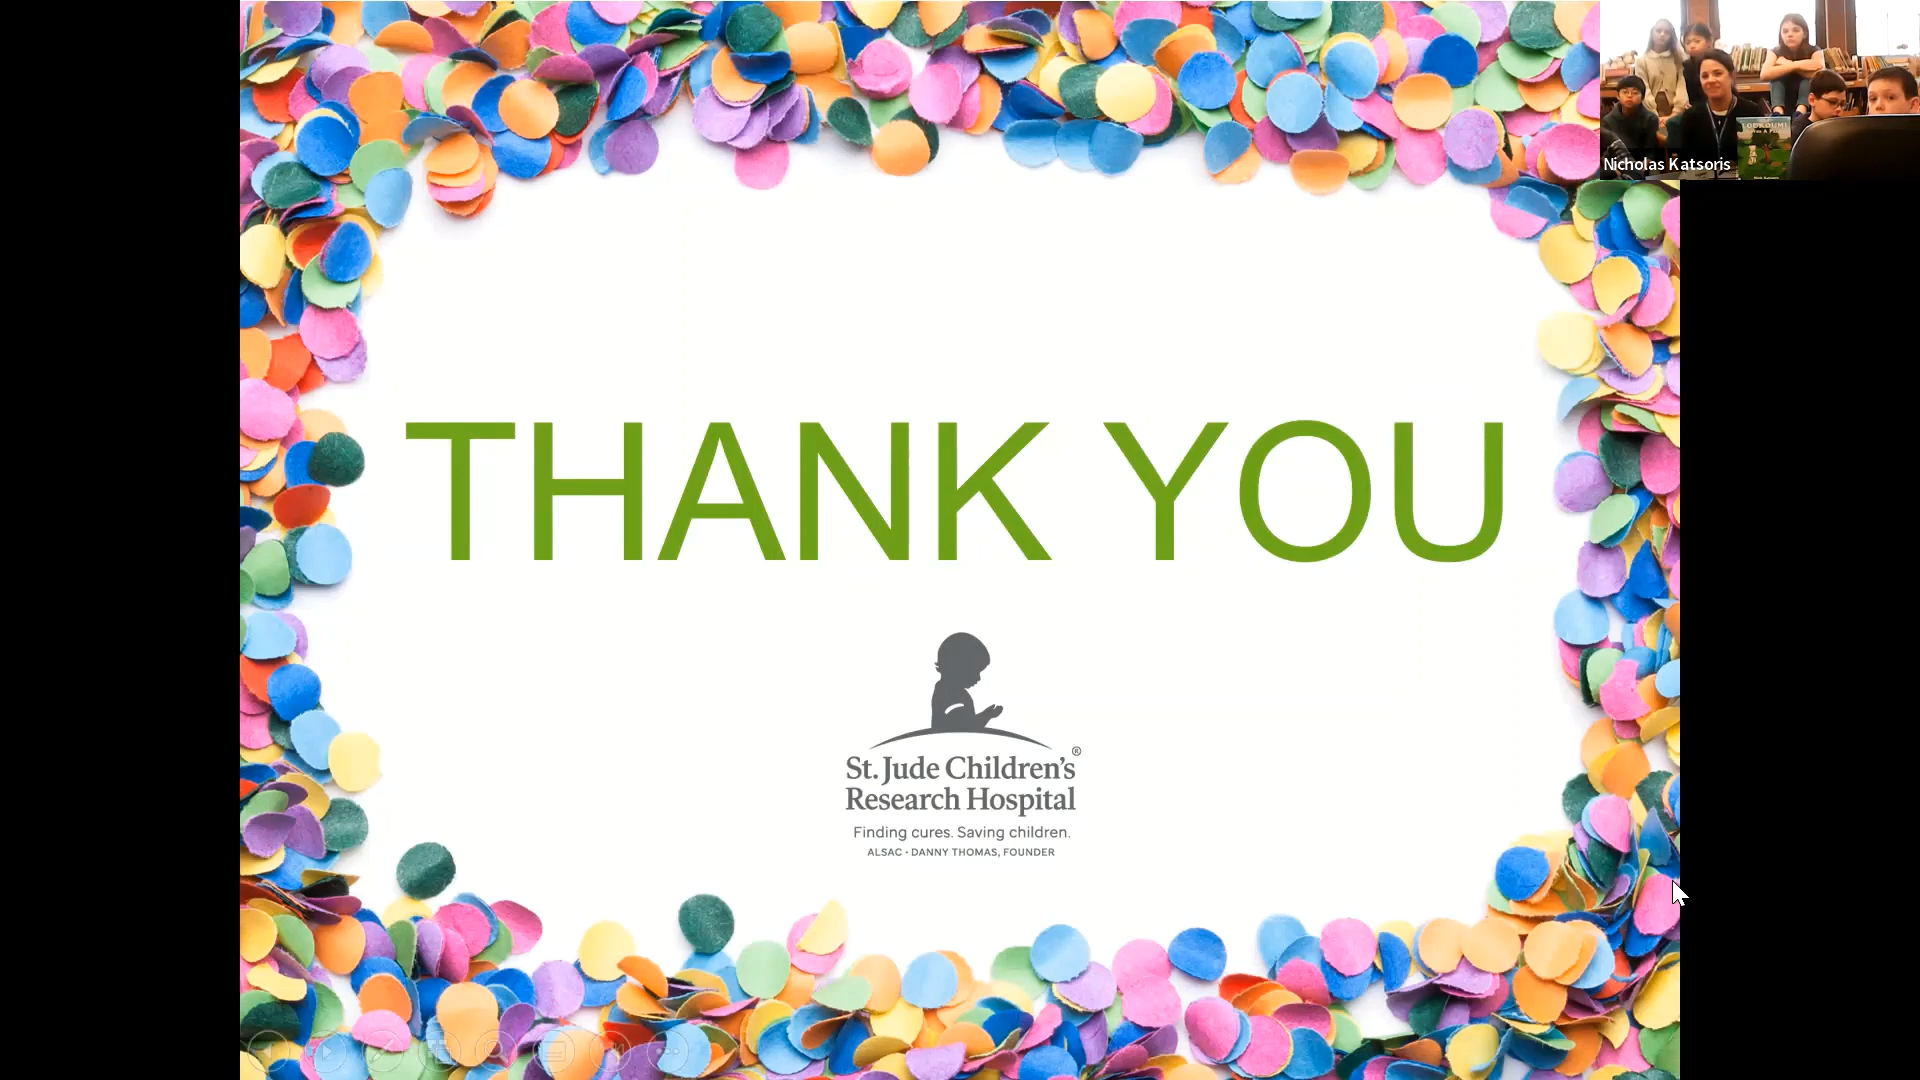 THANK YOU
St. Jude Children's®
Research Hospital
Finding cures. Saving children.
ALSAC • DANNY THOMAS, FOUNDER
Nicholas Katsoris